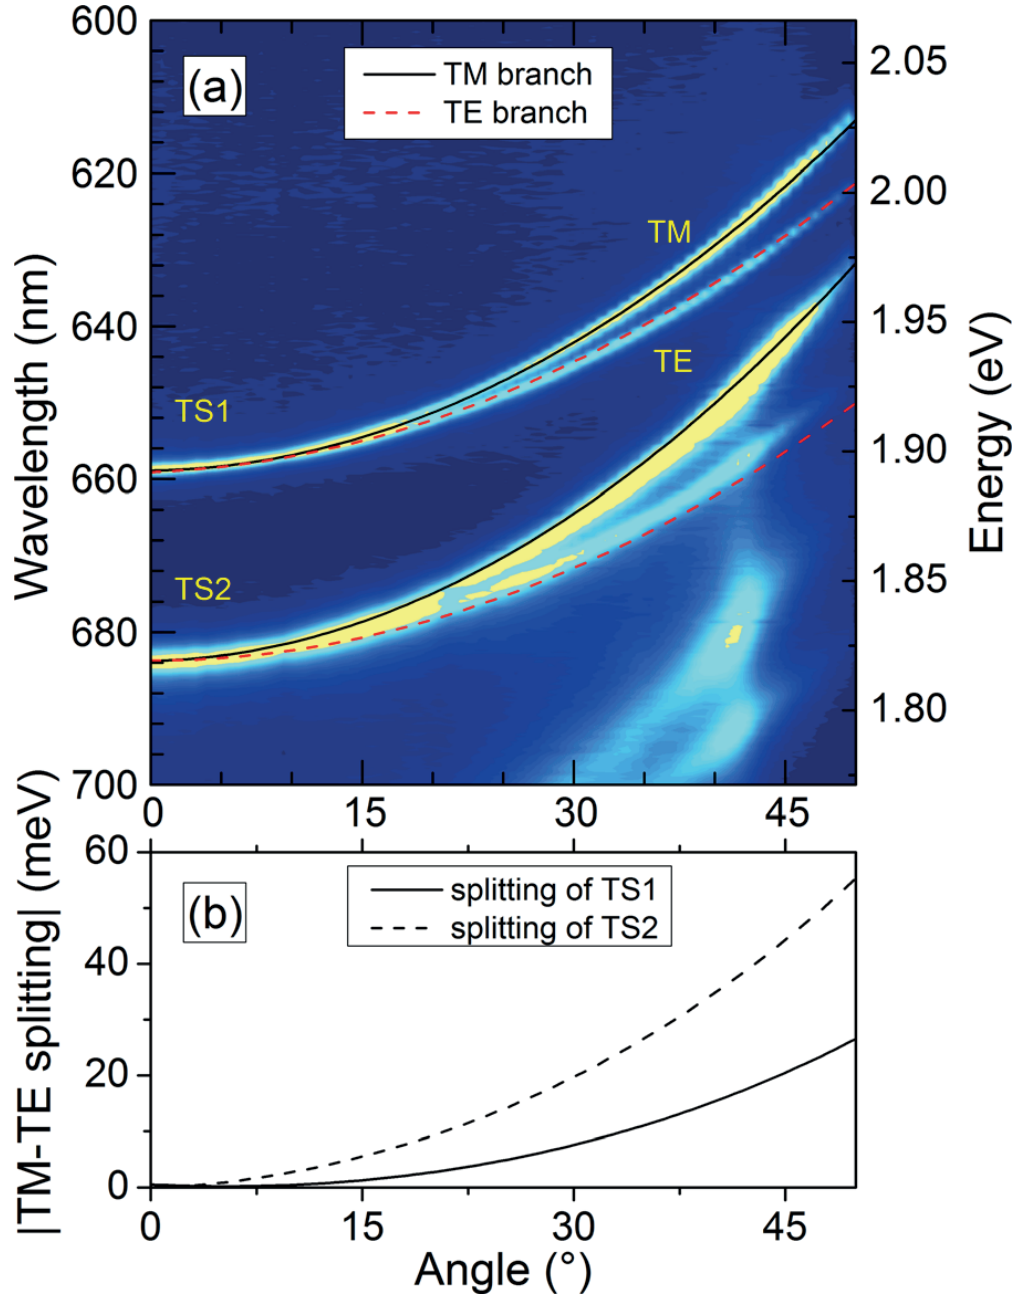 600
(a)
TM branch
TE branch
2.05
620
2.00
TM
Wavelength (nm)
640
1.95
Energy (eV)
TE
TS1
1.90
660
TS2
1.85
680
1.80
700
0
15
30
45
60
(b)
splitting of TS1
splitting of TS2
|TM-TE splitting| (meV)
40
20
0
0
15
30
45
Angle (°)